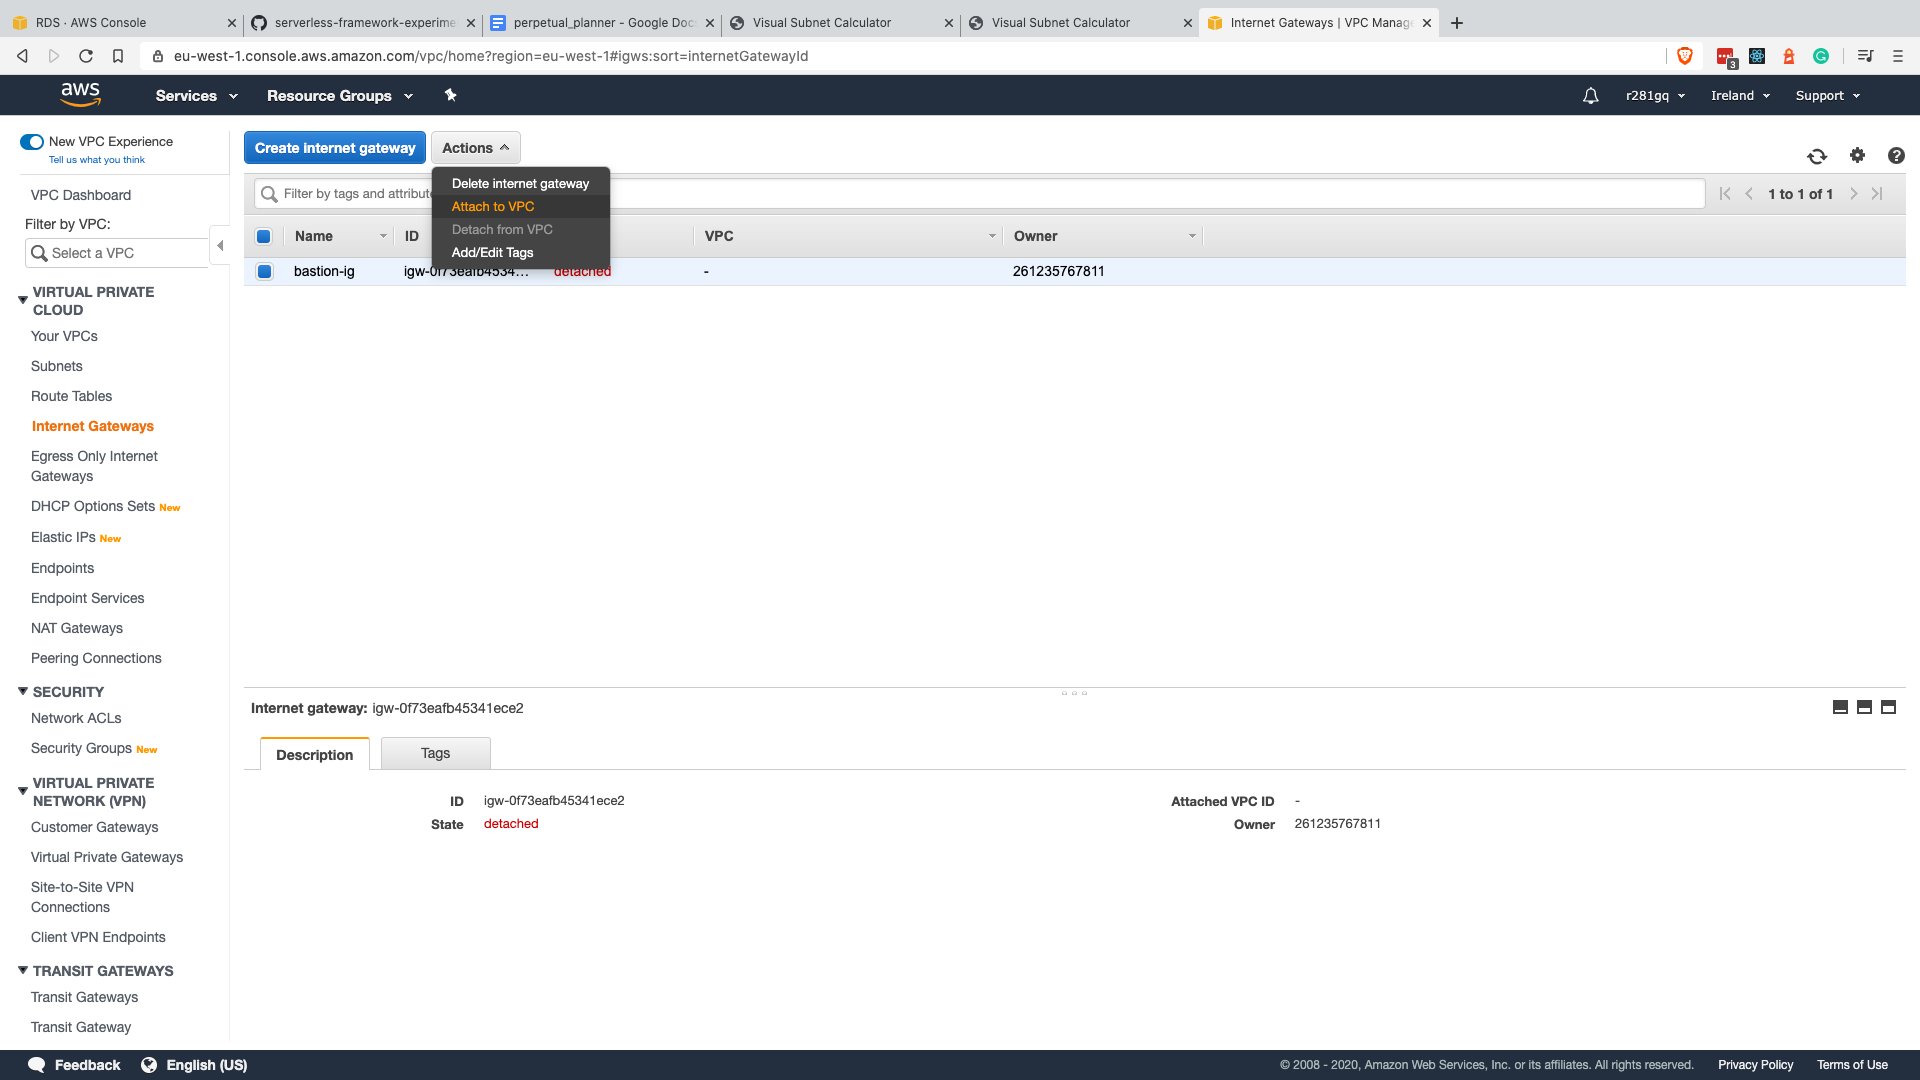 RDS · AWS Console
serverless-framework-experime
perpetual_planner - Google Doc
Visual Subnet Calculator
Visual Subnet Calculator
Internet Gateways | VPC Manag
eu-west-1.console.aws.amazon.com/vpc/home?region=eu-west-1#igws:sort=internetGatewayId
3
aws
Services
Resource Groups
r281gq
Ireland
Support
New VPC Experience
Tell us what you think
VPC Dashboard
Filter by VPC:
Select a VPC
VIRTUAL PRIVATE
CLOUD
Your VPCs
Subnets
Route Tables
Internet Gateways
Egress Only Internet
Gateways
DHCP Options Sets New
Elastic IPs New
Endpoints
Endpoint Services
NAT Gateways
Peering Connections
SECURITY
Network ACLs
Security Groups New
VIRTUAL PRIVATE
NETWORK (VPN)
Customer Gateways
Virtual Private Gateways
Site-to-Site VPN
Connections
Client VPN Endpoints
TRANSIT GATEWAYS
Transit Gateways
Transit Gateway
Create internet gateway
Actions
Delete internet gateway
Attach to VPC
Detach from VPC
Add/Edit Tags
Filter by tags and attribute
1 to 1 of 1
Name
ID
VPC
Owner
bastion-ig
igw-0f73eafb4534...
detached
-
261235767811
Internet gateway: igw-0f73eafb45341ece2
Description
Tags
ID igw-0f73eafb45341ece2
State detached
Attached VPC ID -
Owner 261235767811
Feedback
English (US)
© 2008 - 2020, Amazon Web Services, Inc. or its affiliates. All rights reserved.
Privacy Policy
Terms of Use